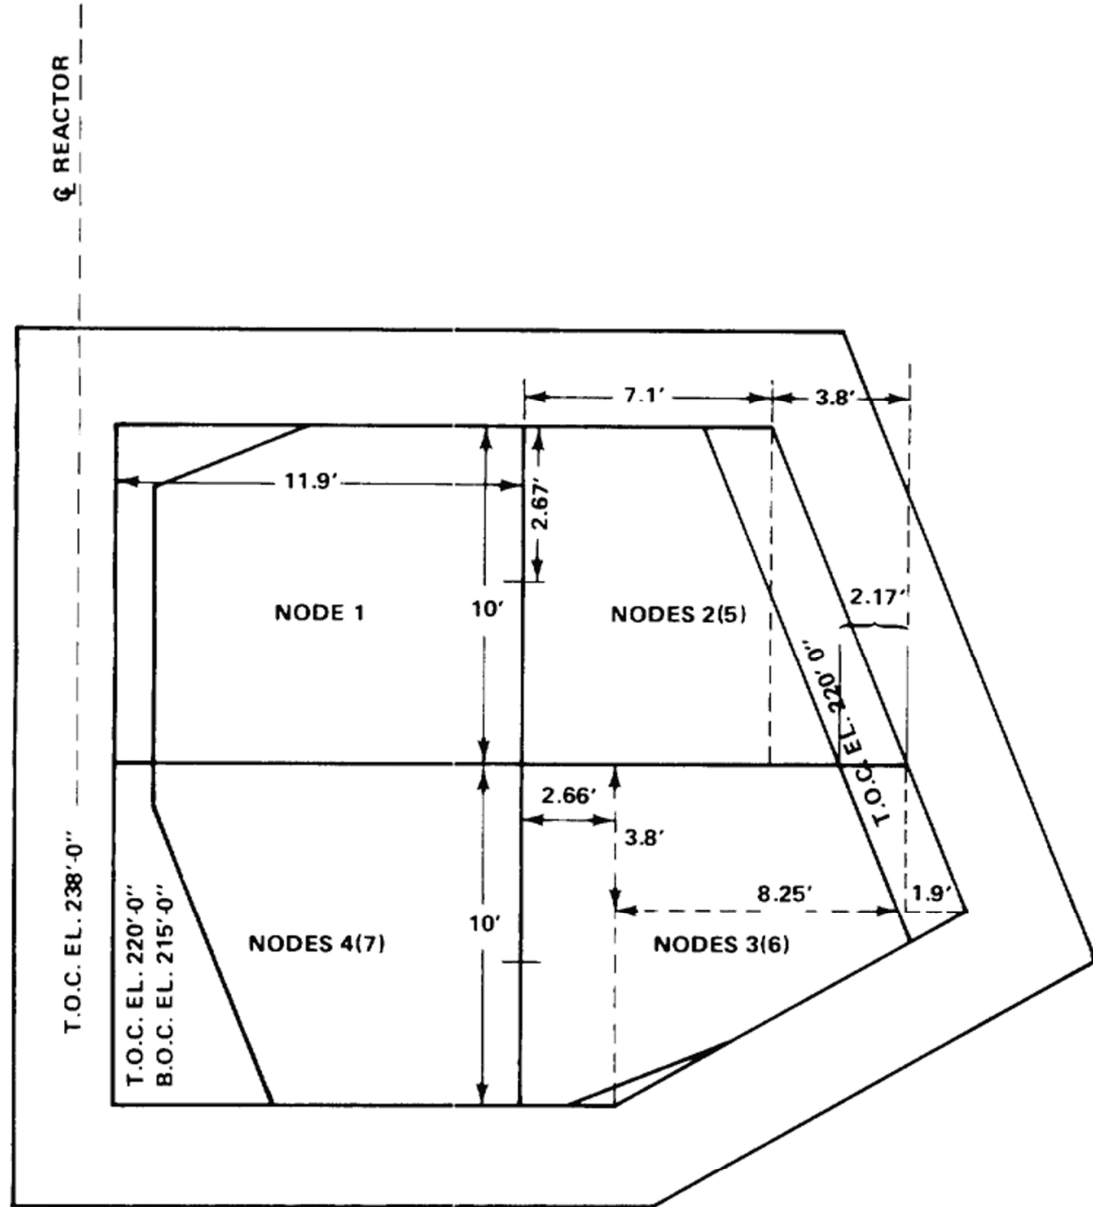 ℄ REACTOR
T.O.C. EL. 238'-0"
7.1'
3.8'
11.9'
2.67'
2.17'
NODE 1
10'
NODES 2(5)
T.O.C. EL. 220' 0"
2.66'
3.8'
8.25'
1.9'
10'
NODES 4(7)
NODES 3(6)
T.O.C. EL. 220'-0"
B.O.C. EL. 215'-0"